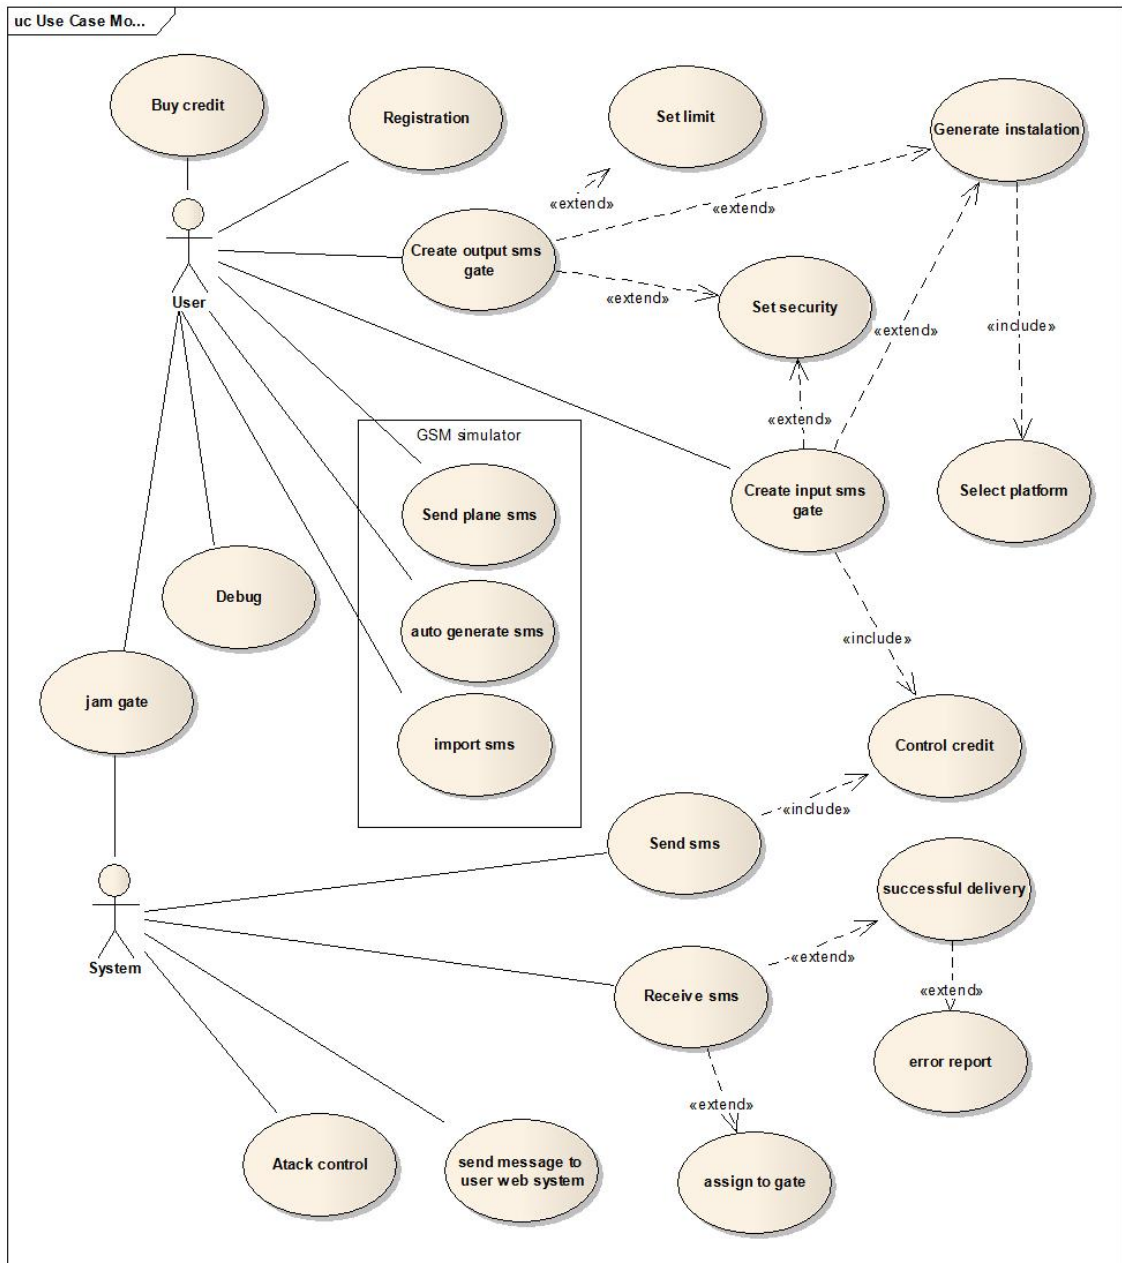 uc Use Case Mo...
Buy credit
Registration
Set limit
Generate instalation
«extend»
«extend»
Create output sms
gate
User
«extend»
Set security
«extend»
«include»
«extend»
GSM simulator
Send plane sms
Create input sms
gate
Select platform
Debug
auto generate sms
«include»
jam gate
import sms
Control credit
«include»
Send sms
successful delivery
System
«extend»
Receive sms
«extend»
error report
«extend»
Atack control
send message to
user web system
assign to gate